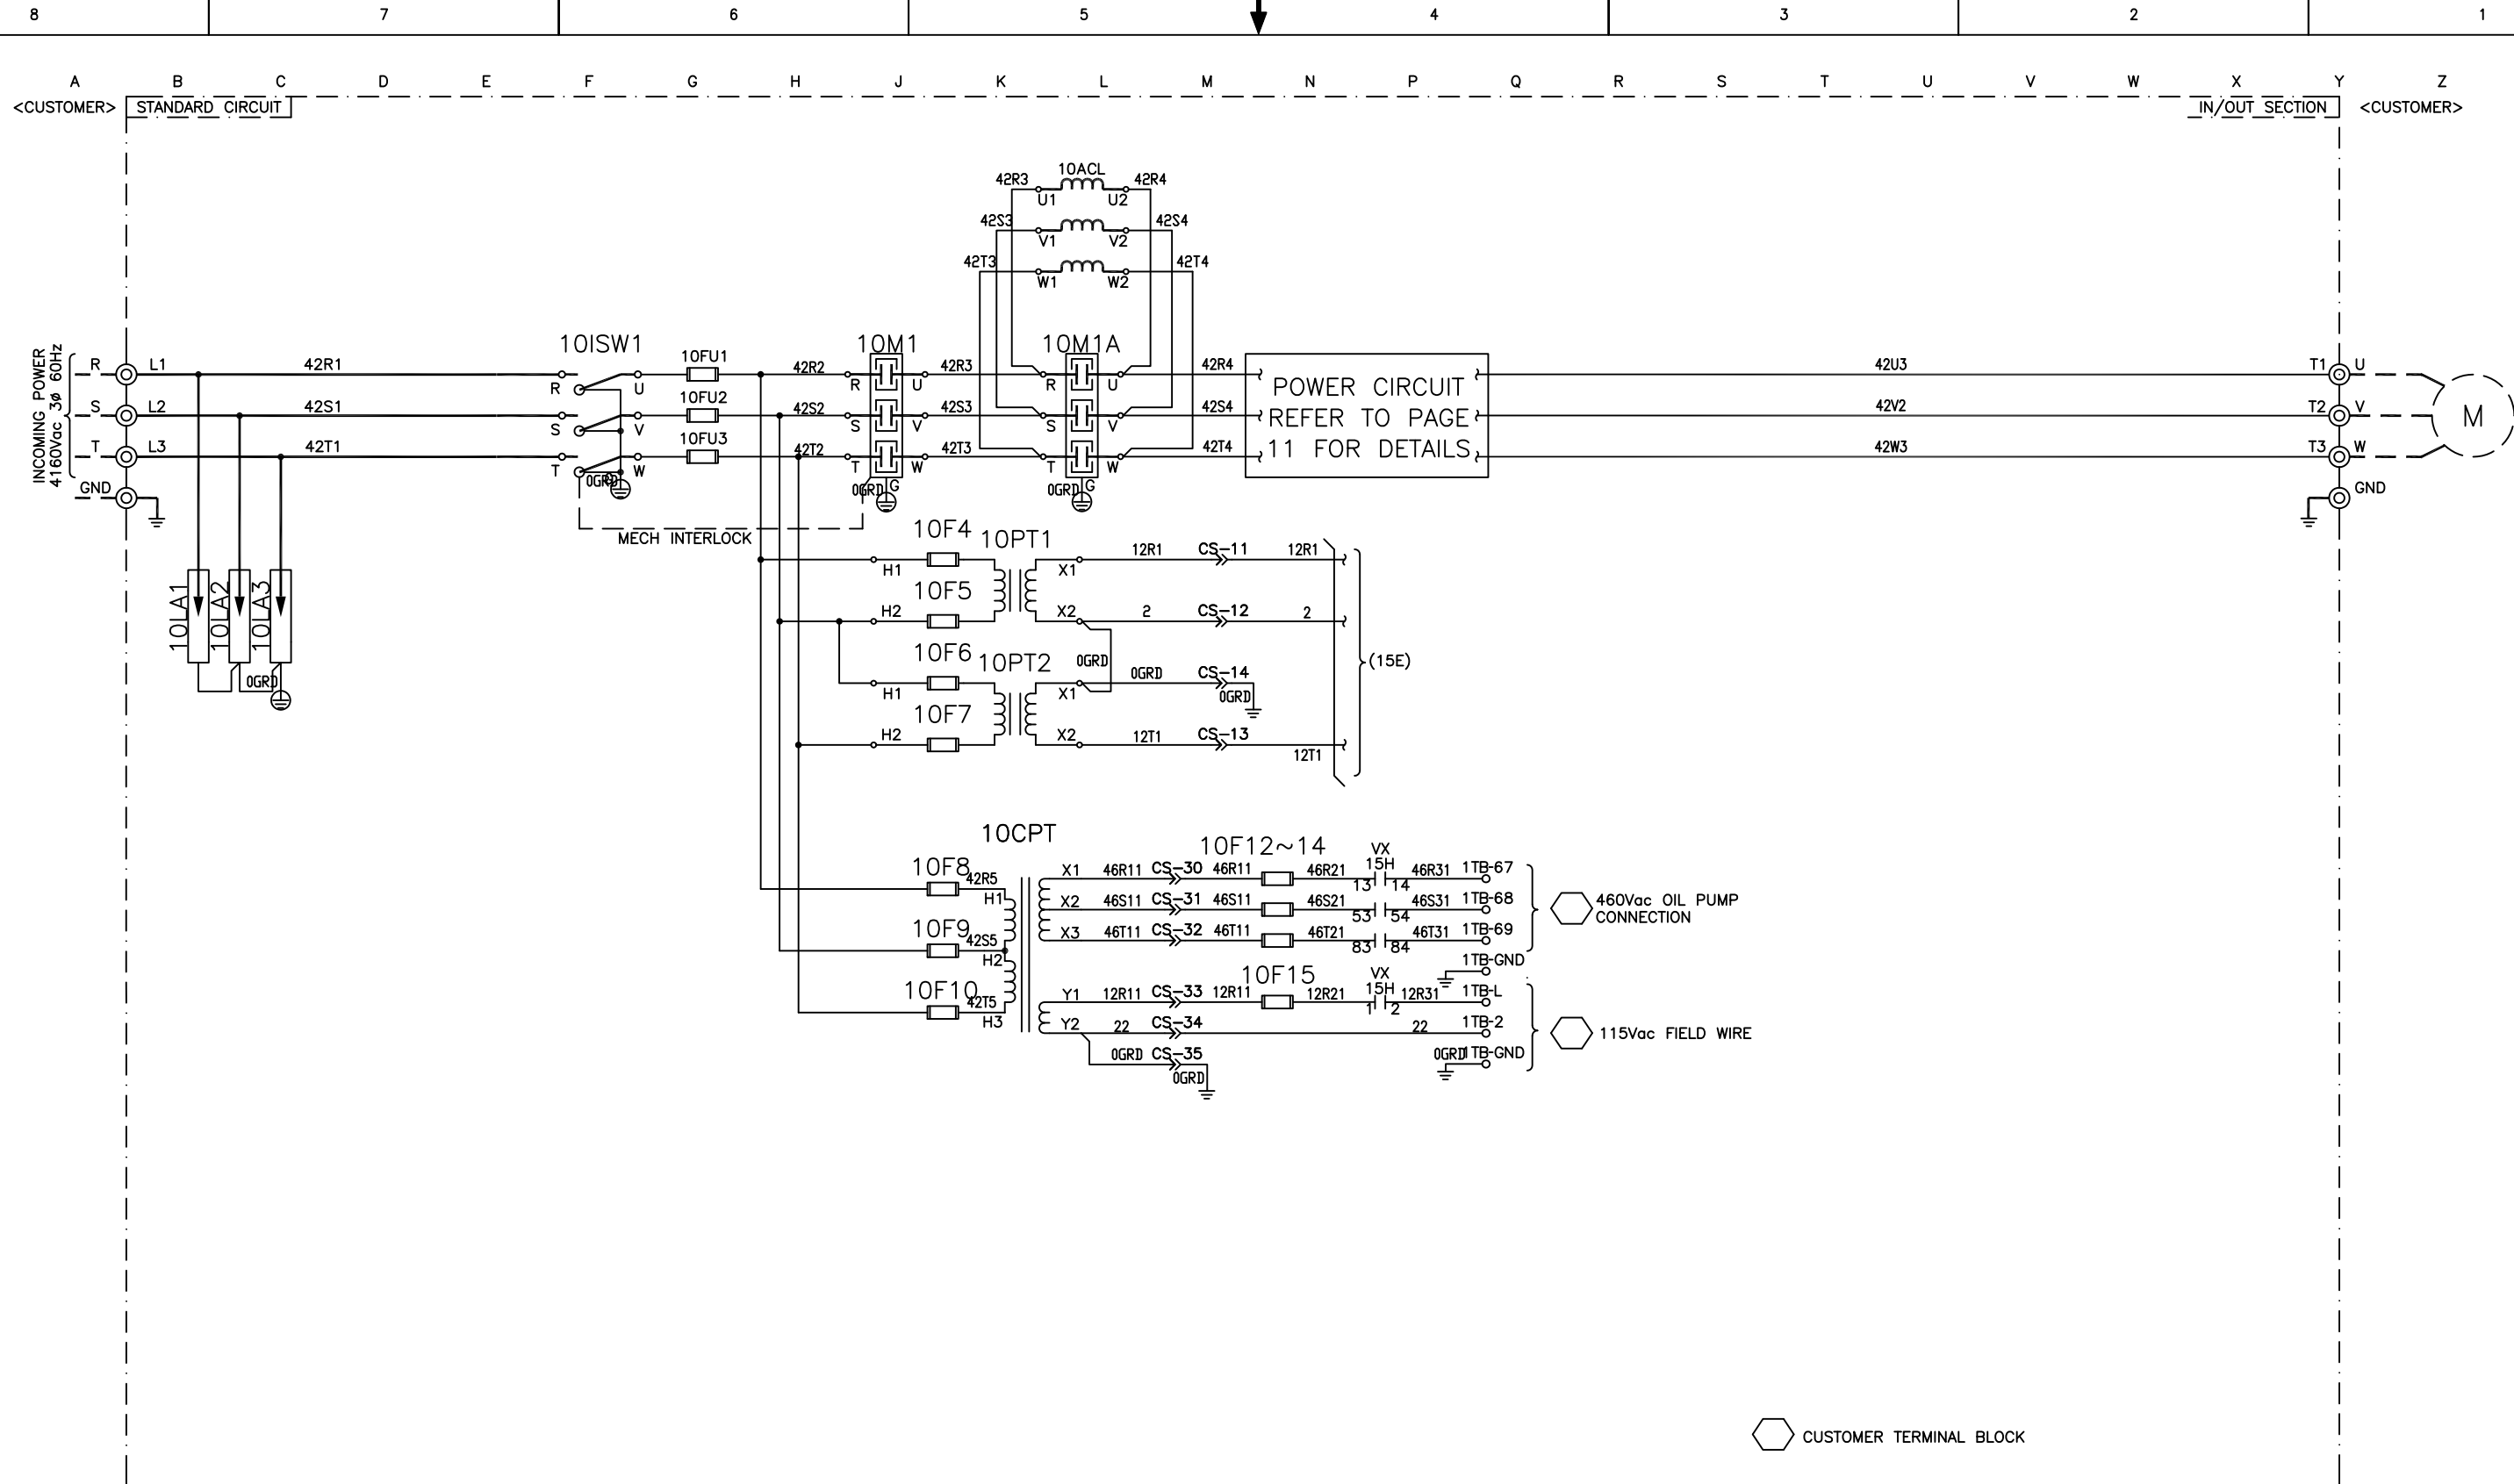 8 7 6 5 4 3 2 1
A B C D E F G H J K L M N P Q R S T U V W X Y Z
<CUSTOMER> STANDARD CIRCUIT IN/OUT SECTION <CUSTOMER>
10ACL
42R3 42R4
U1 U2
42S3 42S4
V1 V2
42T3 42T4
W1 W2
INCOMING POWER
4160Vac 3ø 60Hz
10ISW1 10M1 10M1A
R L1 42R1 R U 10FU1 42R2 R U 42R3 R U 42R4 42U3 T1 U
S L2 42S1 S V 10FU2 42S2 S V 42S3 S V 42S4 42V2 T2 V
T L3 42T1 T W 10FU3 42T2 T W 42T3 T W 42T4 42W3 T3 W
POWER CIRCUIT
REFER TO PAGE
11 FOR DETAILS
M
GND 0GRD 0GRD G 0GRD G GND
MECH INTERLOCK
10LA1 10LA2 10LA3
0GRD
10F4 10PT1
H1 X1 12R1 CS-11 12R1
10F5
H2 X2 2 CS-12 2
10F6 10PT2 0GRD (15E)
H1 X1 0GRD CS-14
0GRD
10F7
H2 X2 12T1 CS-13
12T1
10CPT
10F12~14
10F8 42R5 H1
X1 46R11 CS-30 46R11 46R21 VX 15H 13 14 46R31 1TB-67
X2 46S11 CS-31 46S11 46S21 53 54 46S31 1TB-68
460Vac OIL PUMP
CONNECTION
10F9 42S5 H2
X3 46T11 CS-32 46T11 46T21 83 84 46T31 1TB-69
1TB-GND
10F10 42T5 H3
10F15
Y1 12R11 CS-33 12R11 12R21 VX 15H 1 2 12R31 1TB-L
Y2 22 CS-34 22 1TB-2
115Vac FIELD WIRE
0GRD CS-35 0GRD 1TB-GND
0GRD
CUSTOMER TERMINAL BLOCK